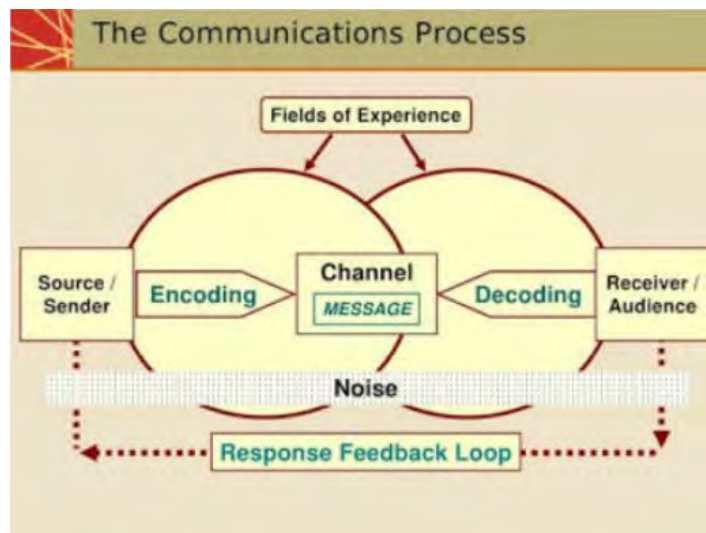 The Communications Process
Fields of Experience
Source /
Sender
Encoding
Channel
MESSAGE
Decoding
Receiver /
Audience
Noise
Response Feedback Loop